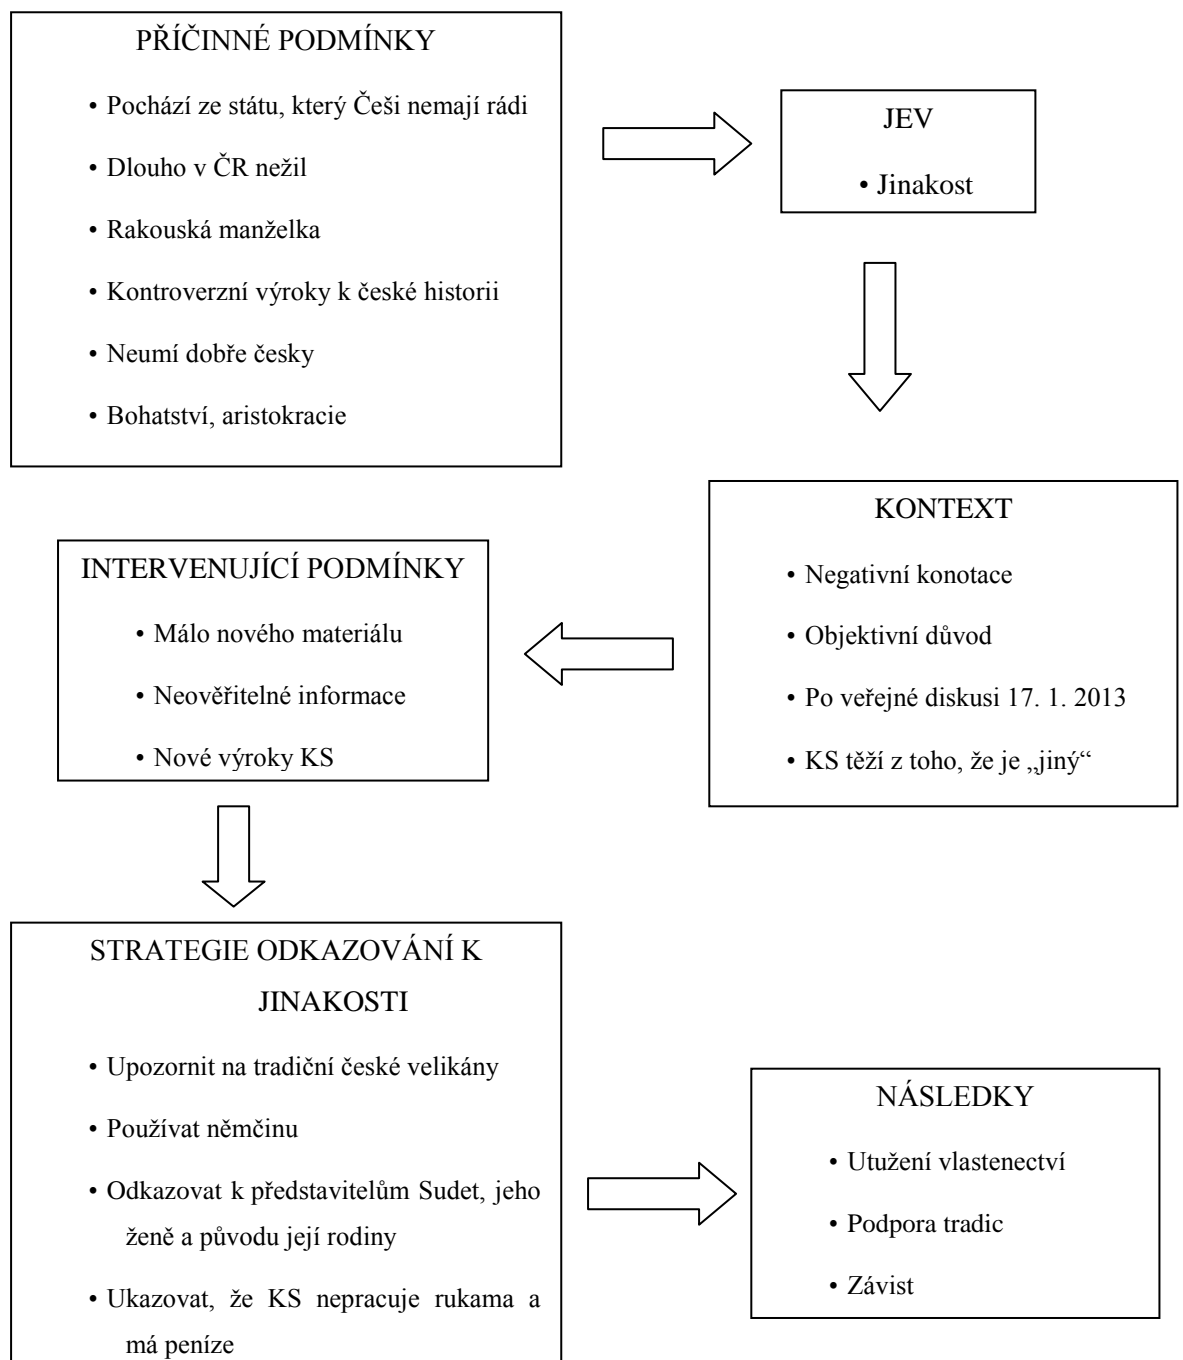 PŘÍČINNÉ PODMÍNKY
• Pochází ze státu, který Češi nemají rádi
• Dlouho v ČR nežil
• Rakouská manželka
• Kontroverzní výroky k české historii
• Neumí dobře česky
• Bohatství, aristokracie
JEV
• Jinakost
KONTEXT
• Negativní konotace
• Objektivní důvod
• Po veřejné diskusi 17. 1. 2013
• KS těží z toho, že je „jiný“
INTERVENUJÍCÍ PODMÍNKY
• Málo nového materiálu
• Neověřitelné informace
• Nové výroky KS
STRATEGIE ODKAZOVÁNÍ K
JINAKOSTI
• Upozornit na tradiční české velikány
• Používat němčinu
• Odkazovat k představitelům Sudet, jeho
ženě a původu její rodiny
• Ukazovat, že KS nepracuje rukama a
má peníze
NÁSLEDKY
• Utužení vlastenectví
• Podpora tradic
• Závist